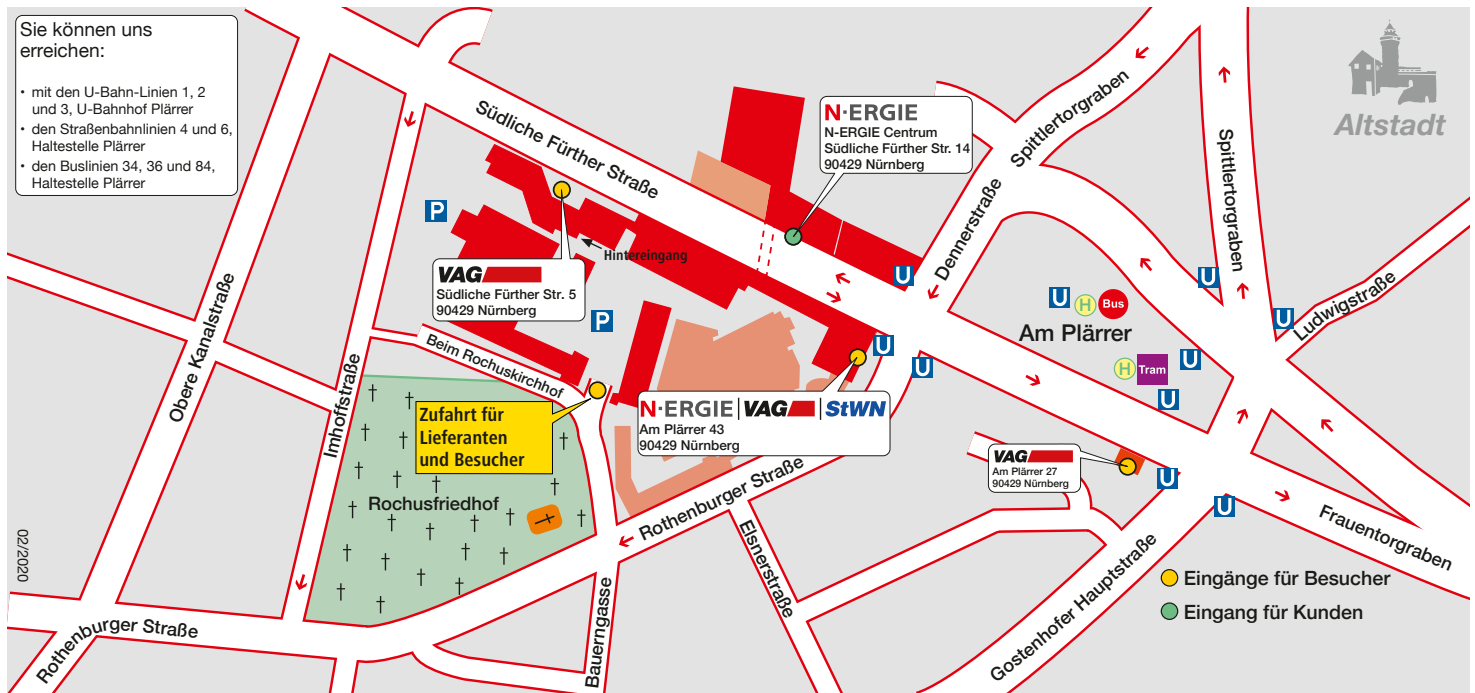 Sie können uns
erreichen:
• mit den U-Bahn-Linien 1, 2
und 3, U-Bahnhof Plärrer
• den Straßenbahnlinien 4 und 6,
Haltestelle Plärrer
• den Buslinien 34, 36 und 84,
Haltestelle Plärrer
Altstadt
N·ERGIE
N-ERGIE Centrum
Südliche Fürther Str. 14
90429 Nürnberg
Südliche Fürther Straße
Spittlertorgraben
Spittlertorgraben
Dennerstraße
Ludwigstraße
P
Hintereingang
VAG
Südliche Fürther Str. 5
90429 Nürnberg
P
U
U
U
U
U
U
U
U
U
U
H
Bus
Am Plärrer
H
Tram
Obere Kanalstraße
Imhoffstraße
Beim Rochuskirchhof
Zufahrt für
Lieferanten
und Besucher
N·ERGIE|VAG|StWN
Am Plärrer 43
90429 Nürnberg
VAG
Am Plärrer 27
90429 Nürnberg
Rochusfriedhof
Rothenburger Straße
Elsnerstraße
Bauerngasse
Rothenburger Straße
Gostenhofer Hauptstraße
Frauentorgraben
Eingänge für Besucher
Eingang für Kunden
02/2020